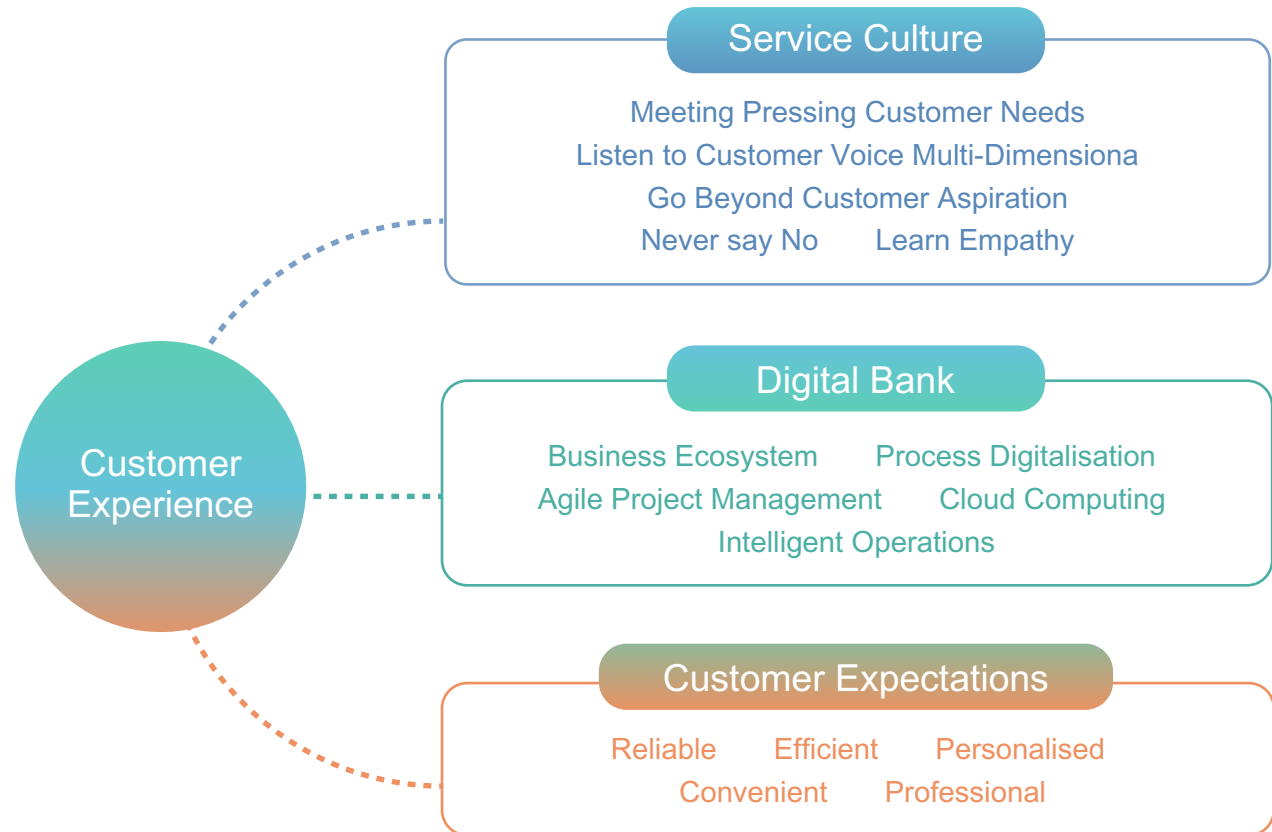 Service Culture
Meeting Pressing Customer Needs
Listen to Customer Voice Multi-Dimensiona
Go Beyond Customer Aspiration
Never say No Learn Empathy
Customer
Experience
Digital Bank
Business Ecosystem Process Digitalisation
Agile Project Management Cloud Computing
Intelligent Operations
Customer Expectations
Reliable Efficient Personalised
Convenient Professional